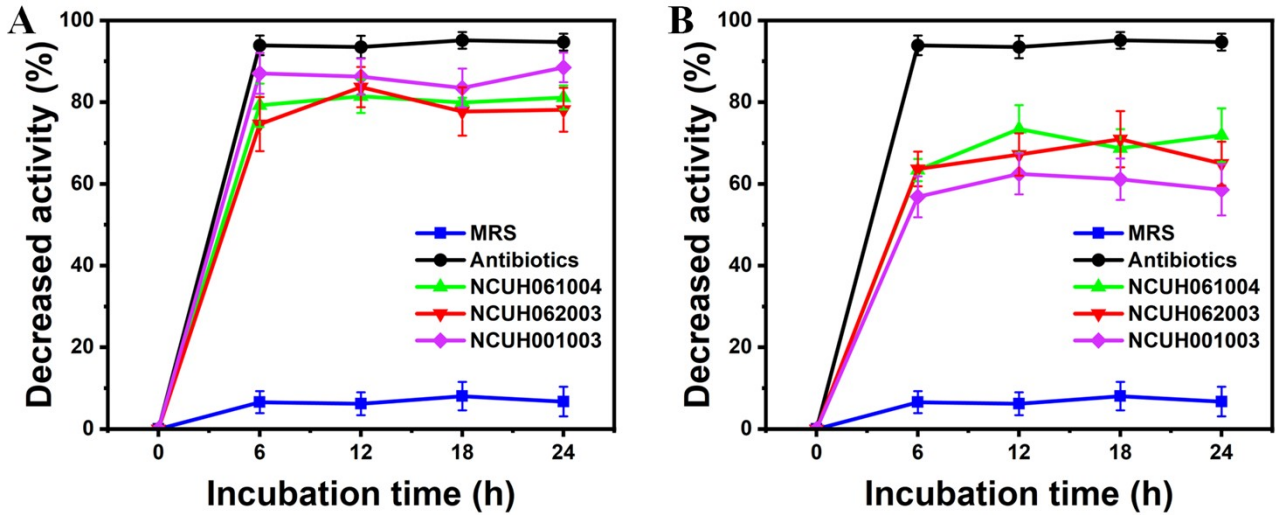 A
Decreased activity (%)
100
80
60
40
20
0
MRS
Antibiotics
NCUH061004
NCUH062003
NCUH001003
0 6 12 18 24
Incubation time (h)
B
Decreased activity (%)
100
80
60
40
20
0
MRS
Antibiotics
NCUH061004
NCUH062003
NCUH001003
0 6 12 18 24
Incubation time (h)